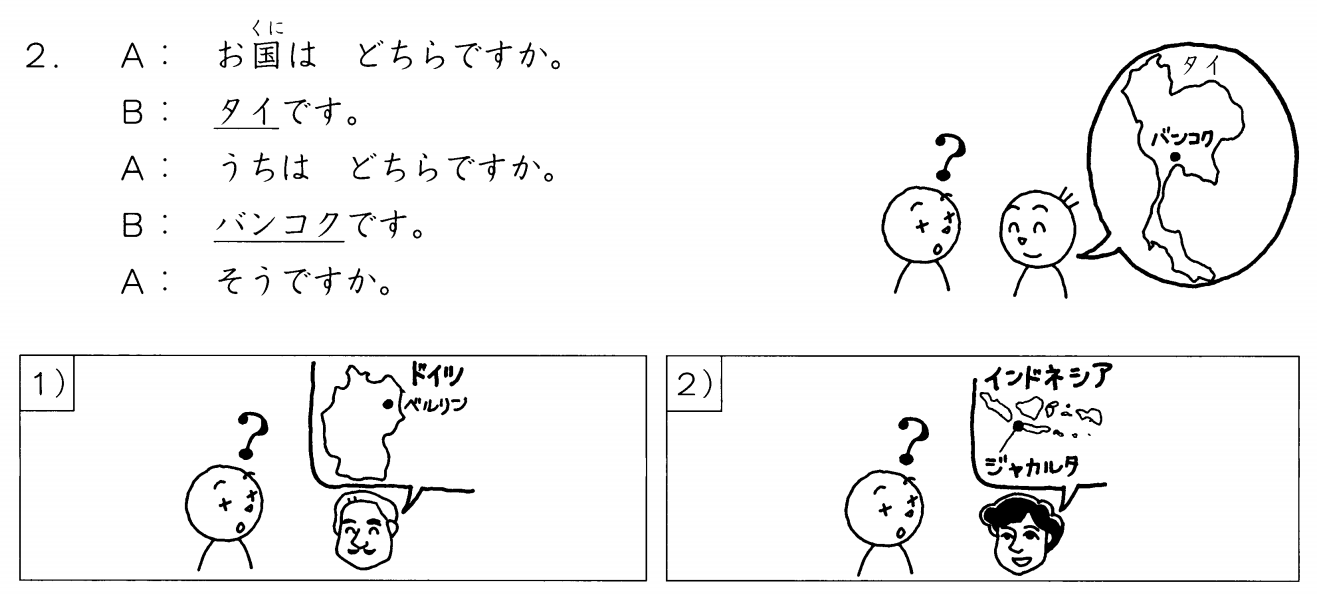 2. A： お国は どちらですか。
くに
B： タイです。
A： うちは どちらですか。
B： バンコクです。
A： そうですか。
タイ
バンコク
?
1)
ドイツ
ベルリン
?
2)
インドネシア
ジャカルタ
?